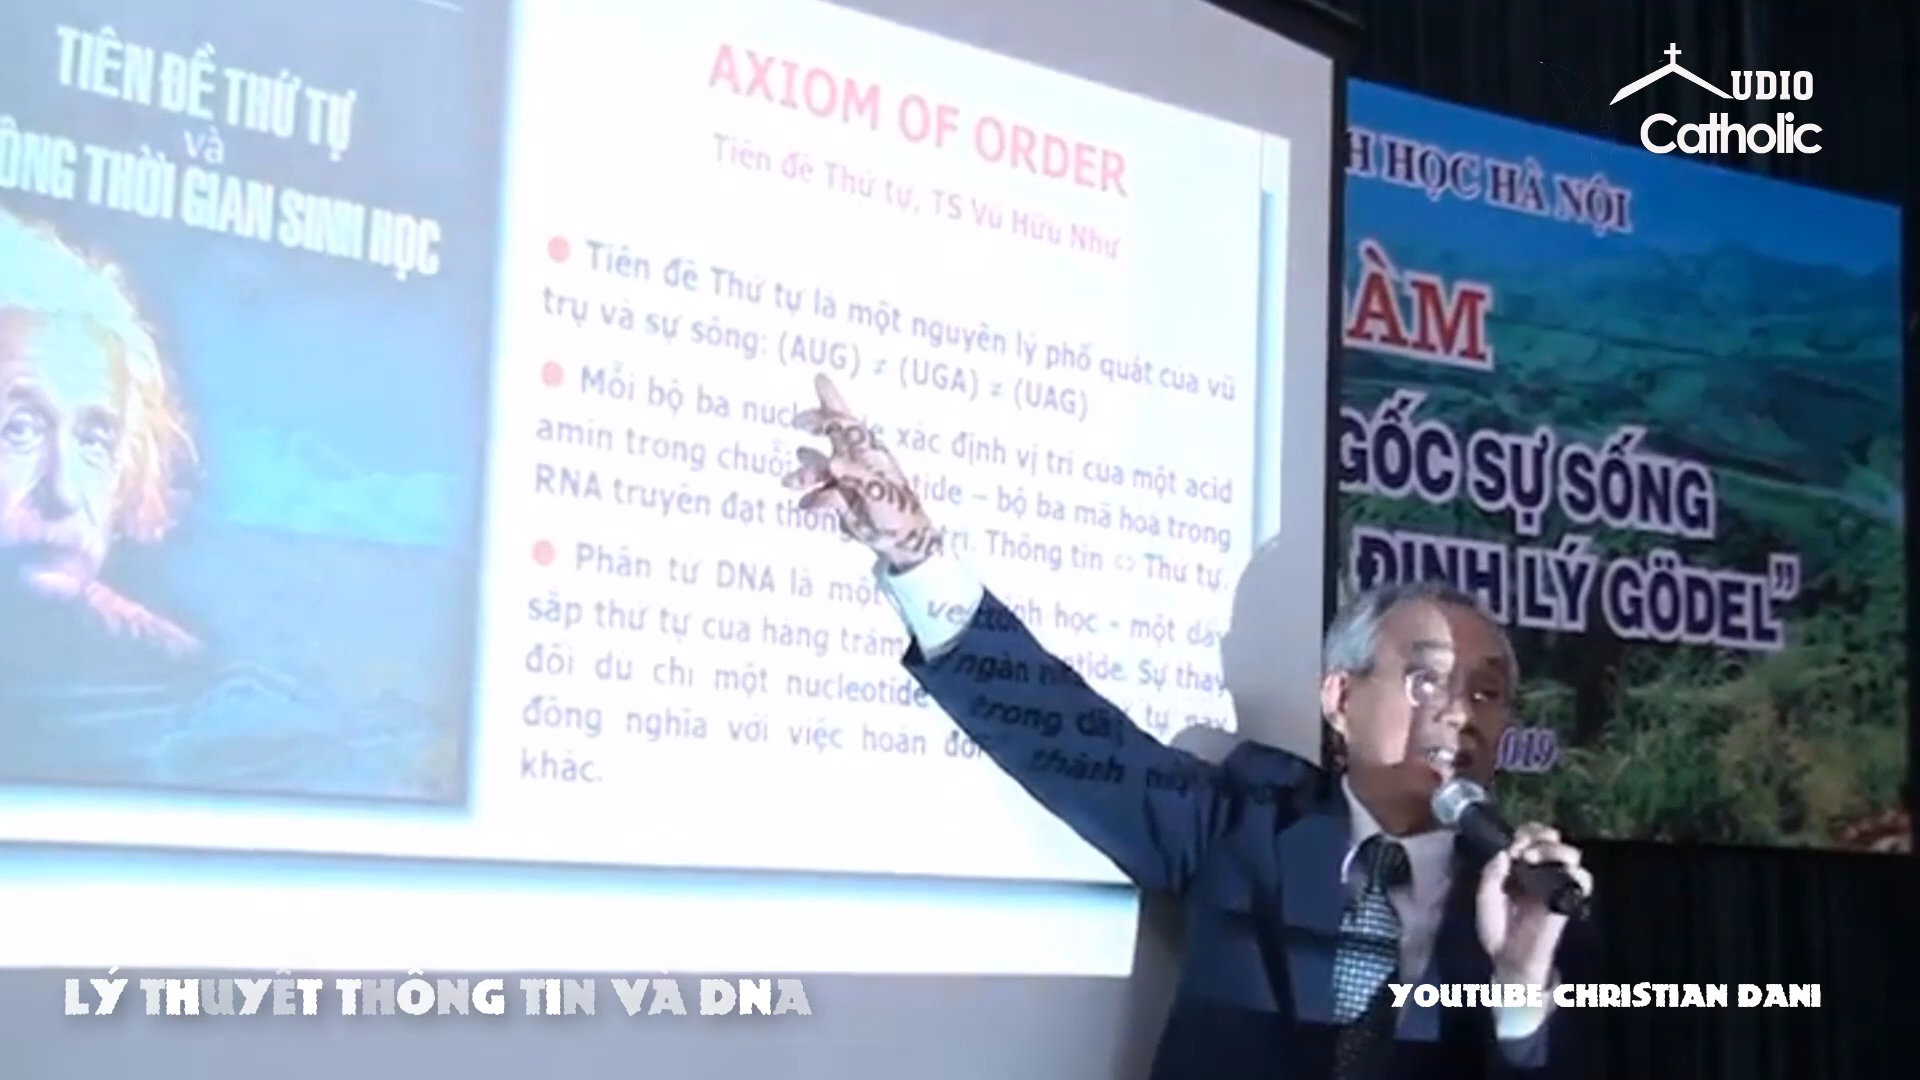 TIÊN ĐỀ THỨ TỰ
và
ÔNG THỜI GIAN SINH HỌC
AXIOM OF ORDER
Tiên đề Thứ tự, TS Vũ Hữu Như
Tiên đề Thứ tự là một nguyên lý phổ quát của vũ
trụ và sự sống: (AUG) ≠ (UGA) ≠ (UAG)
Mỗi bộ ba xác định vị trí của một acid
amin trong chuỗi – bộ ba mã hoá trong
RNA truyền đạt thông trị. Thông tin <=> Thứ tự.
Phân tử DNA là một học - một dãy
sắp thứ tự của hàng trăm ngàn Sự thay
đổi dù chỉ một nucleotide trong dãy tự này
đồng nghĩa với việc hoán đổi thành
khác.
UDIO
Catholic
H HỌC HÀ NỘI
ÀM
GỐC SỰ SỐNG
ĐỊNH LÝ GÖDEL”
019
LÝ THUYẾT THÔNG TIN VÀ DNA
YOUTUBE CHRISTIAN DANI